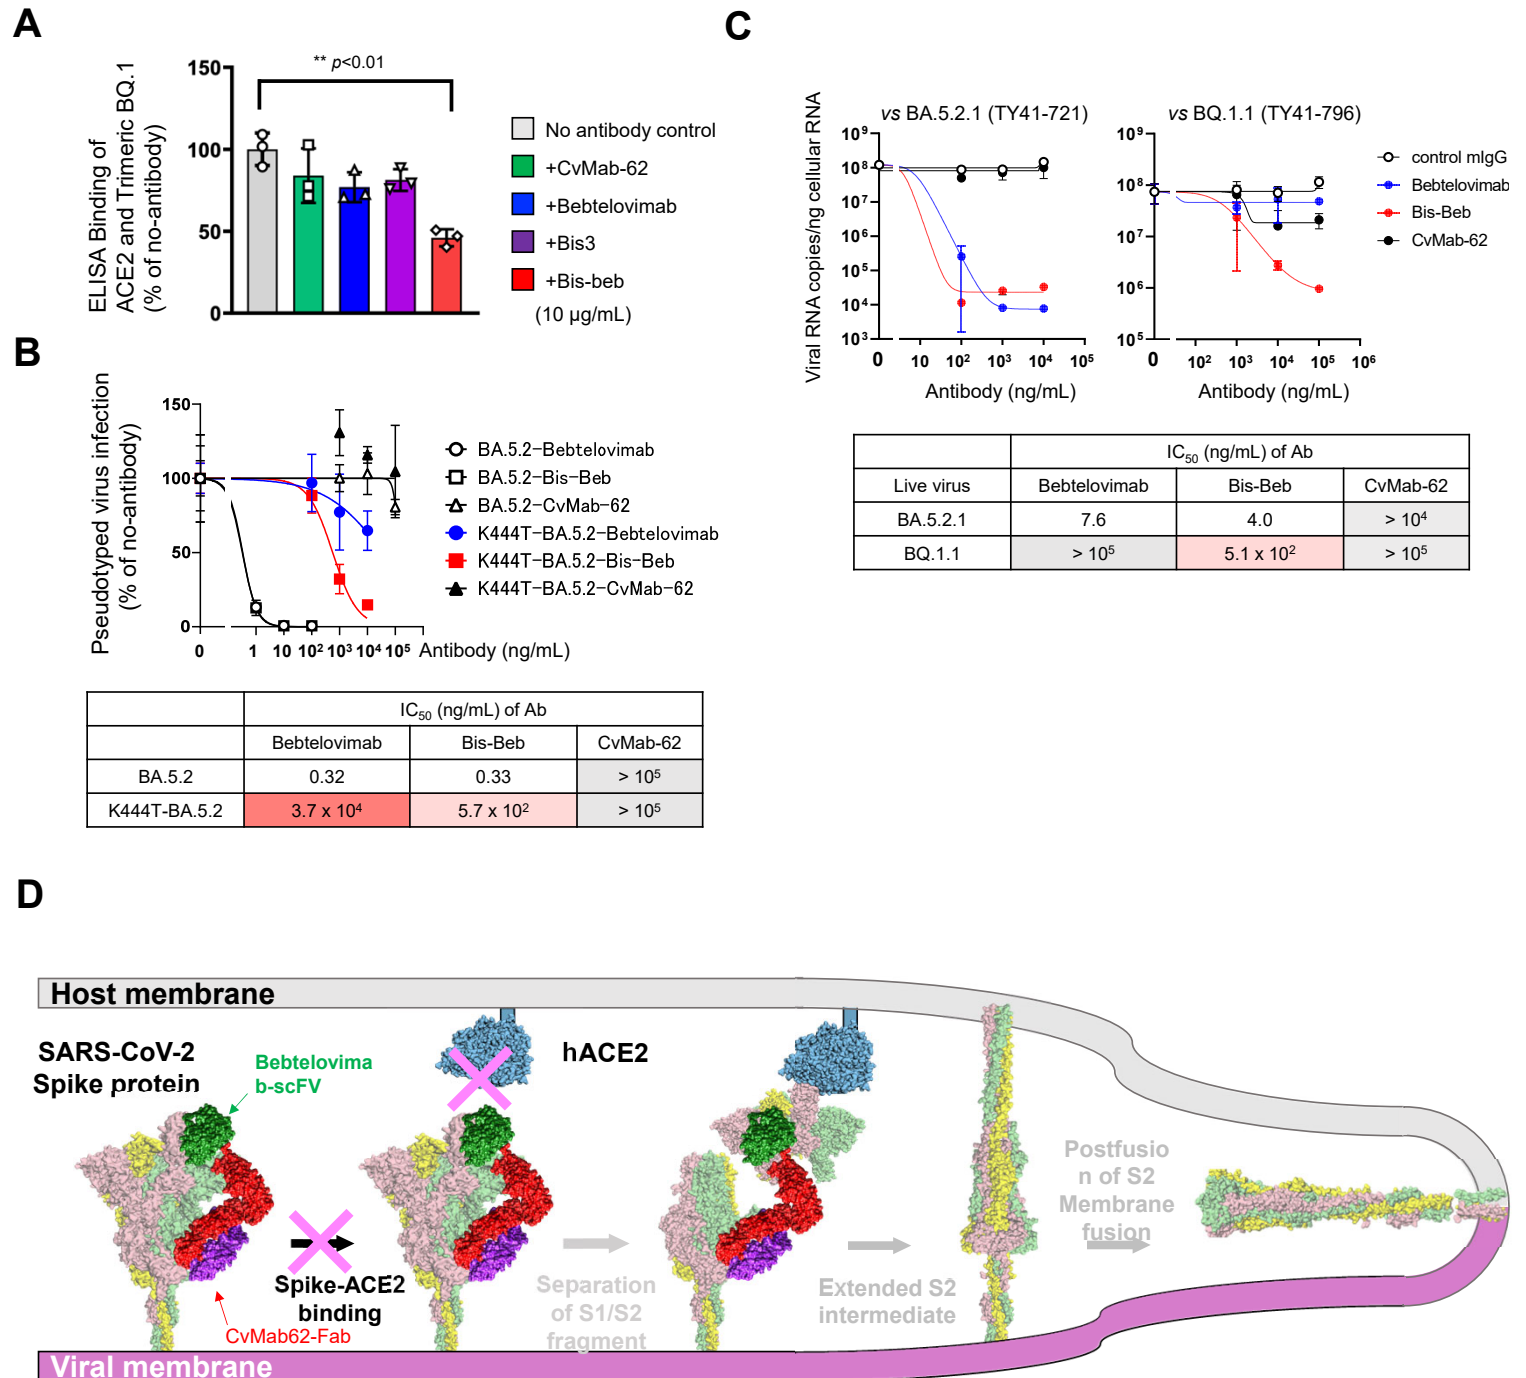 A
ELISA Binding of
ACE2 and Trimeric BQ.1
(% of no-antibody)
150
100
50
0
** p<0.01
No antibody control
+CvMab-62
+Bebtelovimab
+Bis3
+Bis-beb
(10 µg/mL)
B
Pseudotyped virus infection
(% of no-antibody)
150
100
50
0
0 1 10 10² 10³ 10⁴ 10⁵ Antibody (ng/mL)
BA.5.2-Bebtelovimab
BA.5.2-Bis-Beb
BA.5.2-CvMab-62
K444T-BA.5.2-Bebtelovimab
K444T-BA.5.2-Bis-Beb
K444T-BA.5.2-CvMab-62
IC₅₀ (ng/mL) of Ab
Bebtelovimab Bis-Beb CvMab-62
BA.5.2 0.32 0.33 > 10⁵
K444T-BA.5.2 3.7 x 10⁴ 5.7 x 10² > 10⁵
C
Viral RNA copies/ng cellular RNA
vs BA.5.2.1 (TY41-721)
10⁹
10⁸
10⁷
10⁶
10⁵
10⁴
10³
0 10 10² 10³ 10⁴ 10⁵
Antibody (ng/mL)
vs BQ.1.1 (TY41-796)
10⁹
10⁸
10⁷
10⁶
10⁵
0 10² 10³ 10⁴ 10⁵ 10⁶
Antibody (ng/mL)
control mIgG
Bebtelovimab
Bis-Beb
CvMab-62
IC₅₀ (ng/mL) of Ab
Live virus Bebtelovimab Bis-Beb CvMab-62
BA.5.2.1 7.6 4.0 > 10⁴
BQ.1.1 > 10⁵ 5.1 x 10² > 10⁵
D
Host membrane
SARS-CoV-2
Spike protein
Bebtelovima
b-scFV
hACE2
CvMab62-Fab
Spike-ACE2
binding
Separation
of S1/S2
fragment
Extended S2
intermediate
Postfusio
n of S2
Membrane
fusion
Viral membrane